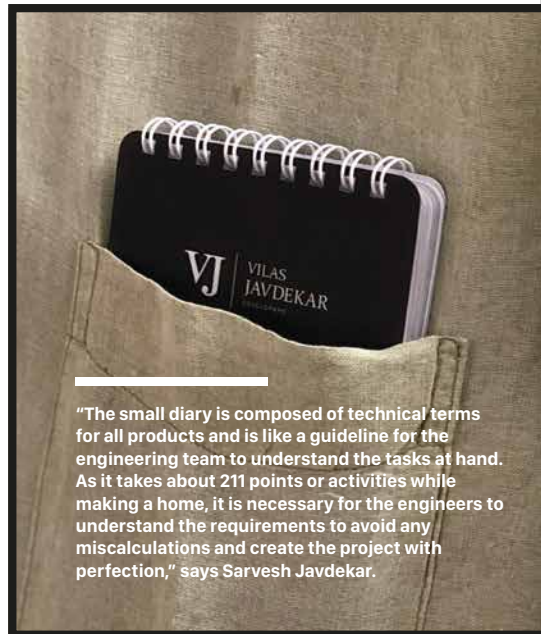 VJ
VILAS
JAVDEKAR
DEVELOPERS
“The small diary is composed of technical terms
for all products and is like a guideline for the
engineering team to understand the tasks at hand.
As it takes about 211 points or activities while
making a home, it is necessary for the engineers to
understand the requirements to avoid any
miscalculations and create the project with
perfection,” says Sarvesh Javdekar.